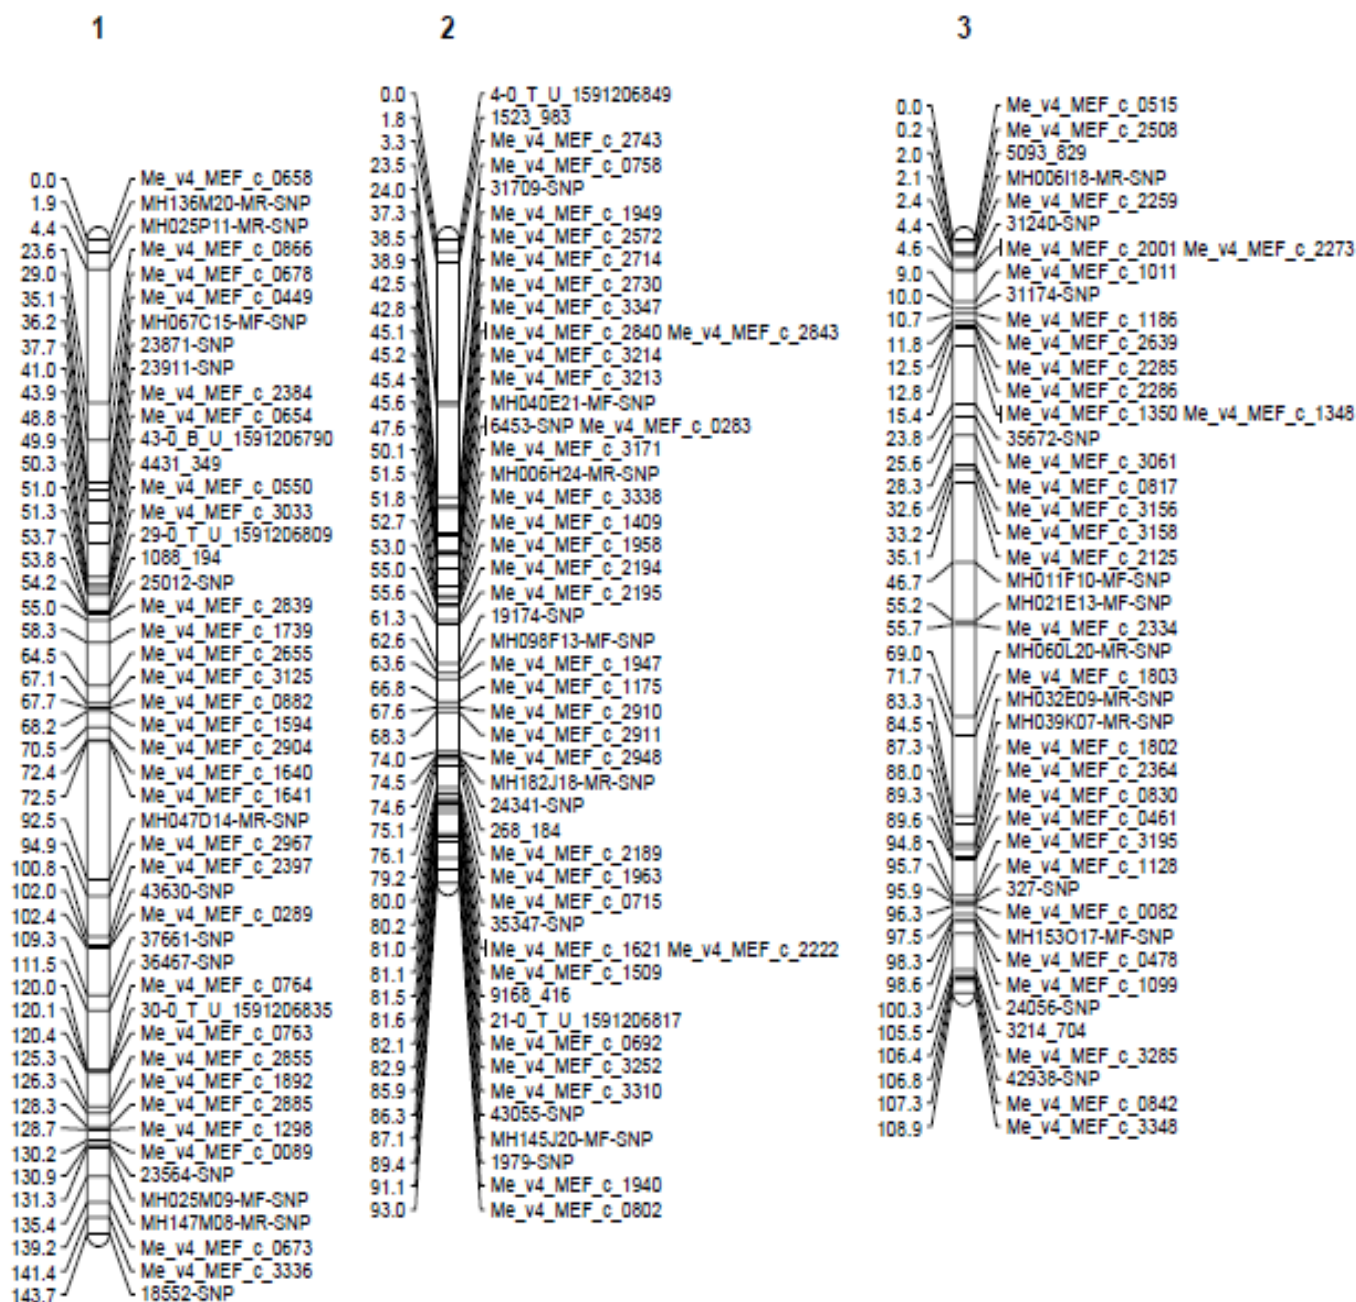 1
2
3
0.0 Me_v4_MEF_c_0658
1.9 MH136M20-MR-SNP
4.4 MH025P11-MR-SNP
23.6 Me_v4_MEF_c_0866
29.0 Me_v4_MEF_c_0678
35.1 Me_v4_MEF_c_0449
36.2 MH067C15-MF-SNP
37.7 23871-SNP
41.0 23911-SNP
43.9 Me_v4_MEF_c_2384
48.8 Me_v4_MEF_c_0654
49.9 43-0_B_U_1591206790
50.3 4431_349
51.0 Me_v4_MEF_c_0550
51.3 Me_v4_MEF_c_3033
53.7 29-0_T_U_1591206809
53.8 1088_194
54.2 25012-SNP
55.0 Me_v4_MEF_c_2839
58.3 Me_v4_MEF_c_1739
64.5 Me_v4_MEF_c_2655
67.1 Me_v4_MEF_c_3125
67.7 Me_v4_MEF_c_0882
68.2 Me_v4_MEF_c_1594
70.5 Me_v4_MEF_c_2904
72.4 Me_v4_MEF_c_1640
72.5 Me_v4_MEF_c_1641
92.5 MH047D14-MR-SNP
94.9 Me_v4_MEF_c_2967
100.8 Me_v4_MEF_c_2397
102.0 43630-SNP
102.4 Me_v4_MEF_c_0289
109.3 37661-SNP
111.5 36467-SNP
120.0 Me_v4_MEF_c_0764
120.1 30-0_T_U_1591206835
120.4 Me_v4_MEF_c_0763
125.3 Me_v4_MEF_c_2855
126.3 Me_v4_MEF_c_1892
128.3 Me_v4_MEF_c_2885
128.7 Me_v4_MEF_c_1298
130.2 Me_v4_MEF_c_0089
130.9 23564-SNP
131.3 MH025M09-MF-SNP
135.4 MH147M08-MR-SNP
139.2 Me_v4_MEF_c_0673
141.4 Me_v4_MEF_c_3336
143.7 18552-SNP
0.0 4-0_T_U_1591206849
1.8 1523_983
3.3 Me_v4_MEF_c_2743
23.5 Me_v4_MEF_c_0758
24.0 31709-SNP
37.3 Me_v4_MEF_c_1949
38.5 Me_v4_MEF_c_2572
38.9 Me_v4_MEF_c_2714
42.5 Me_v4_MEF_c_2730
42.8 Me_v4_MEF_c_3347
45.1 Me_v4_MEF_c_2840 Me_v4_MEF_c_2843
45.2 Me_v4_MEF_c_3214
45.4 Me_v4_MEF_c_3213
45.6 MH040E21-MF-SNP
47.6 6453-SNP Me_v4_MEF_c_0283
50.1 Me_v4_MEF_c_3171
51.5 MH006H24-MR-SNP
51.8 Me_v4_MEF_c_3338
52.7 Me_v4_MEF_c_1409
53.0 Me_v4_MEF_c_1958
55.0 Me_v4_MEF_c_2194
55.6 Me_v4_MEF_c_2195
61.3 19174-SNP
62.6 MH098F13-MF-SNP
63.6 Me_v4_MEF_c_1947
66.8 Me_v4_MEF_c_1175
67.6 Me_v4_MEF_c_2910
68.3 Me_v4_MEF_c_2911
74.0 Me_v4_MEF_c_2948
74.5 MH182J18-MR-SNP
74.6 24341-SNP
75.1 268_184
76.1 Me_v4_MEF_c_2189
79.2 Me_v4_MEF_c_1963
80.0 Me_v4_MEF_c_0715
80.2 35347-SNP
81.0 Me_v4_MEF_c_1621 Me_v4_MEF_c_2222
81.1 Me_v4_MEF_c_1509
81.5 9168_416
81.6 21-0_T_U_1591206817
82.1 Me_v4_MEF_c_0692
82.9 Me_v4_MEF_c_3252
85.9 Me_v4_MEF_c_3310
86.3 43055-SNP
87.1 MH145J20-MF-SNP
89.4 1979-SNP
91.1 Me_v4_MEF_c_1940
93.0 Me_v4_MEF_c_0802
0.0 Me_v4_MEF_c_0515
0.2 Me_v4_MEF_c_2508
2.0 5093_829
2.1 MH006I18-MR-SNP
2.4 Me_v4_MEF_c_2259
4.4 31240-SNP
4.6 Me_v4_MEF_c_2001 Me_v4_MEF_c_2273
9.0 Me_v4_MEF_c_1011
10.0 31174-SNP
10.7 Me_v4_MEF_c_1186
11.8 Me_v4_MEF_c_2639
12.5 Me_v4_MEF_c_2285
12.8 Me_v4_MEF_c_2286
15.4 Me_v4_MEF_c_1350 Me_v4_MEF_c_1348
23.8 35672-SNP
25.6 Me_v4_MEF_c_3061
28.3 Me_v4_MEF_c_0817
32.6 Me_v4_MEF_c_3156
33.2 Me_v4_MEF_c_3158
35.1 Me_v4_MEF_c_2125
46.7 MH011F10-MF-SNP
55.2 MH021E13-MF-SNP
55.7 Me_v4_MEF_c_2334
69.0 MH060L20-MR-SNP
71.7 Me_v4_MEF_c_1803
83.3 MH032E09-MR-SNP
84.5 MH039K07-MR-SNP
87.3 Me_v4_MEF_c_1802
88.0 Me_v4_MEF_c_2364
89.3 Me_v4_MEF_c_0830
89.6 Me_v4_MEF_c_0461
94.8 Me_v4_MEF_c_3195
95.7 Me_v4_MEF_c_1128
95.9 327-SNP
96.3 Me_v4_MEF_c_0082
97.5 MH153O17-MF-SNP
98.3 Me_v4_MEF_c_0478
98.6 Me_v4_MEF_c_1099
100.3 24056-SNP
105.5 3214_704
106.4 Me_v4_MEF_c_3285
106.8 42938-SNP
107.3 Me_v4_MEF_c_0842
108.9 Me_v4_MEF_c_3348